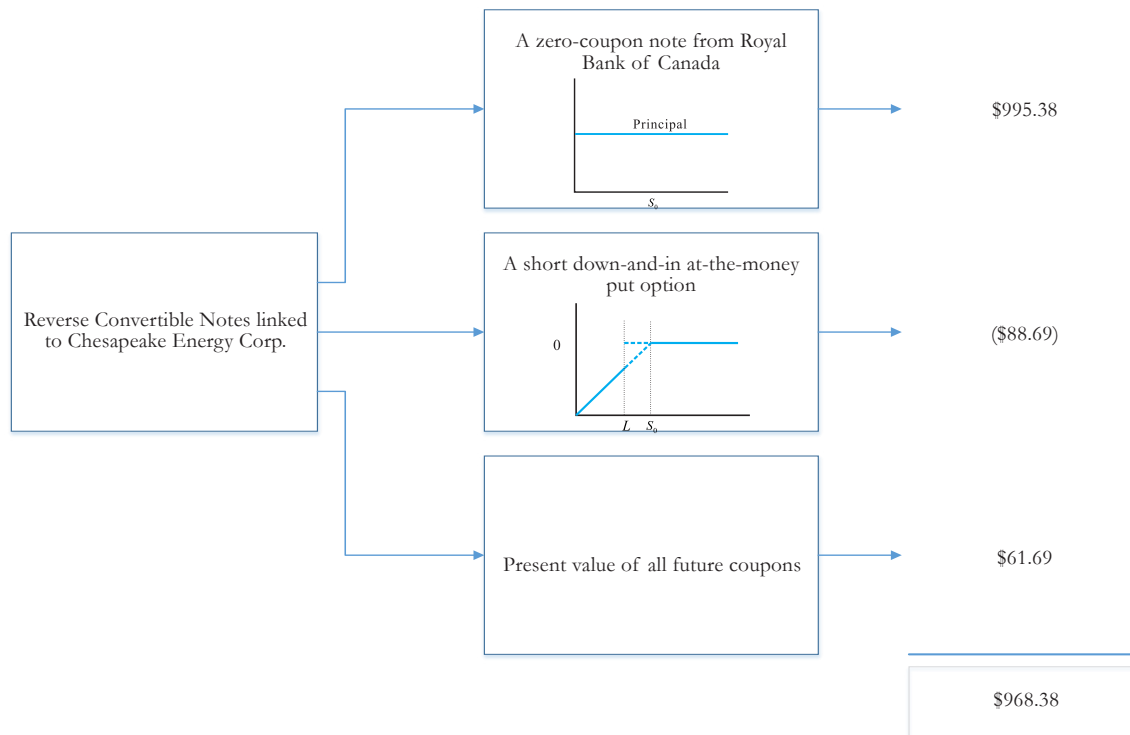 A zero-coupon note from Royal
Bank of Canada
Principal
S₀
$995.38
Reverse Convertible Notes linked
to Chesapeake Energy Corp.
A short down-and-in at-the-money
put option
0
L S₀
($88.69)
Present value of all future coupons
$61.69
$968.38